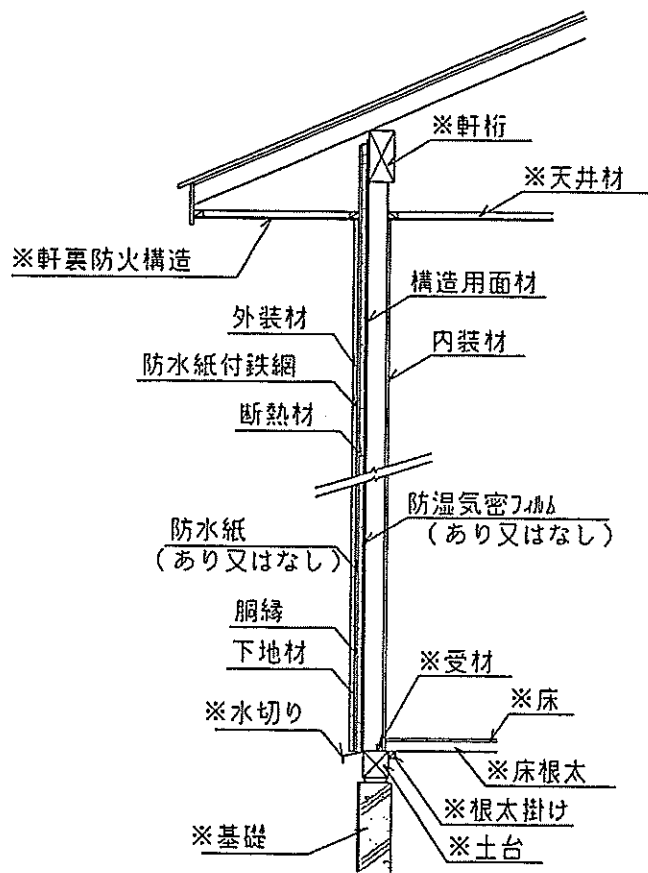 ※軒桁
※天井材
※軒裏防火構造
構造用面材
外装材
内装材
防水紙付鉄網
断熱材
防湿気密フィルム
(あり又はなし)
防水紙
(あり又はなし)
胴縁
下地材
※受材
※水切り
※床
※床根太
※根太掛け
※基礎
※土台